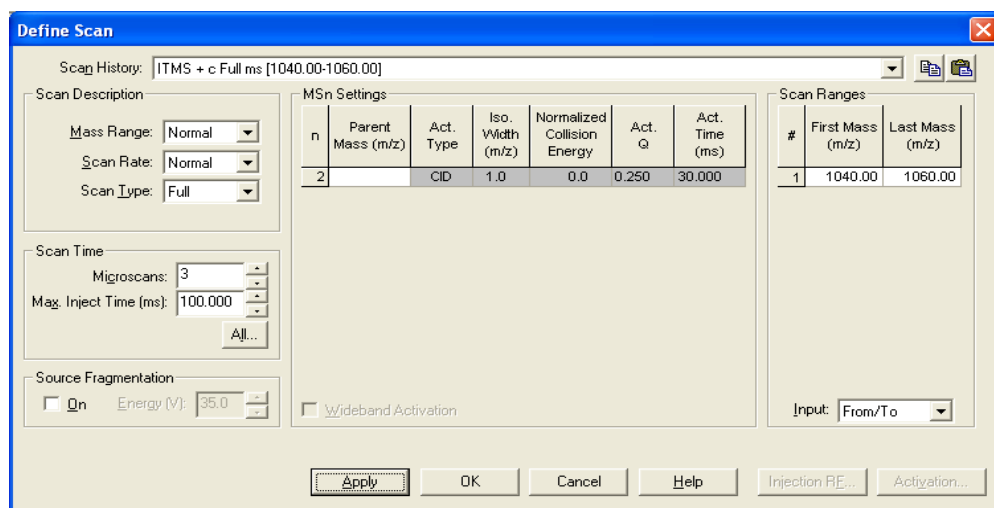 Define Scan
Scan History: ITMS + c Full ms [1040.00-1060.00]
Scan Description
Mass Range: Normal
Scan Rate: Normal
Scan Type: Full
Scan Time
Microscans: 3
Max. Inject Time (ms): 100.000
All...
Source Fragmentation
On Energy (V): 35.0
MSn Settings
n Parent Mass (m/z) Act. Type Iso. Width (m/z) Normalized Collision Energy Act. Q Act. Time (ms)
2 CID 1.0 0.0 0.250 30.000
Wideband Activation
Scan Ranges
# First Mass (m/z) Last Mass (m/z)
1 1040.00 1060.00
Input: From/To
Apply OK Cancel Help Injection RF... Activation...